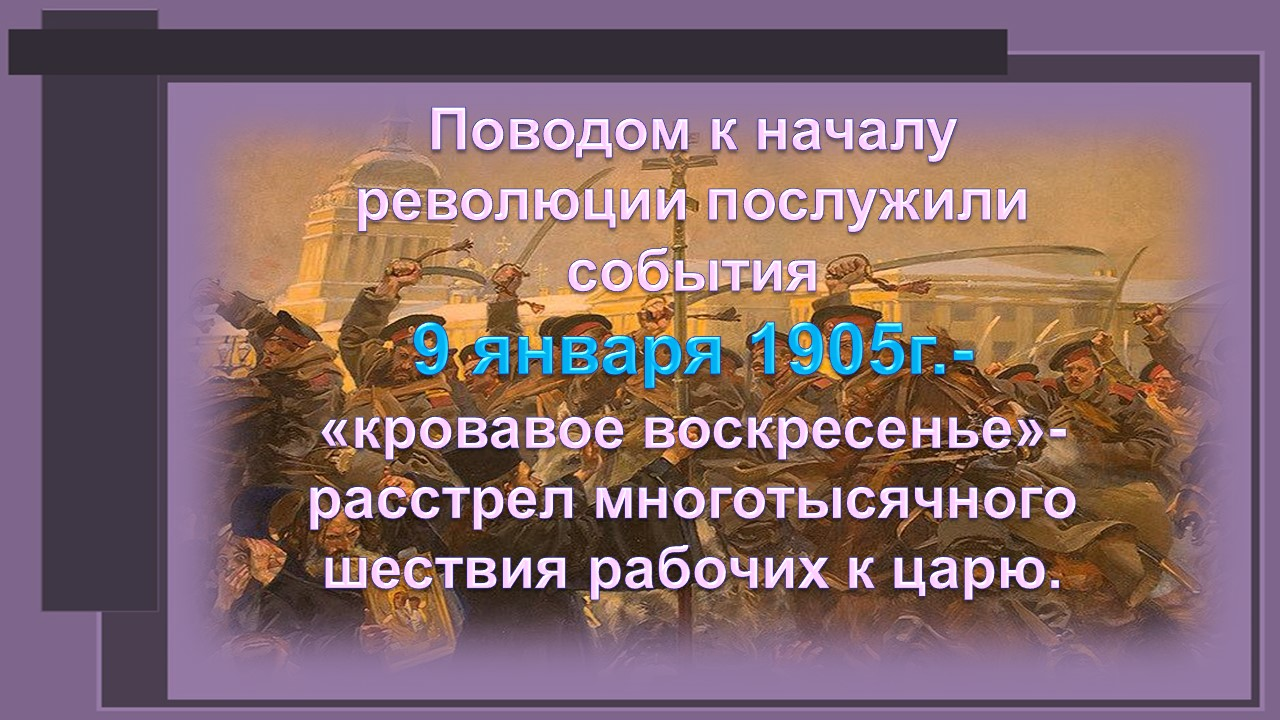 Поводом к началу
революции послужили
события
9 января 1905г.-
«кровавое воскресенье»-
расстрел многотысячного
шествия рабочих к царю.